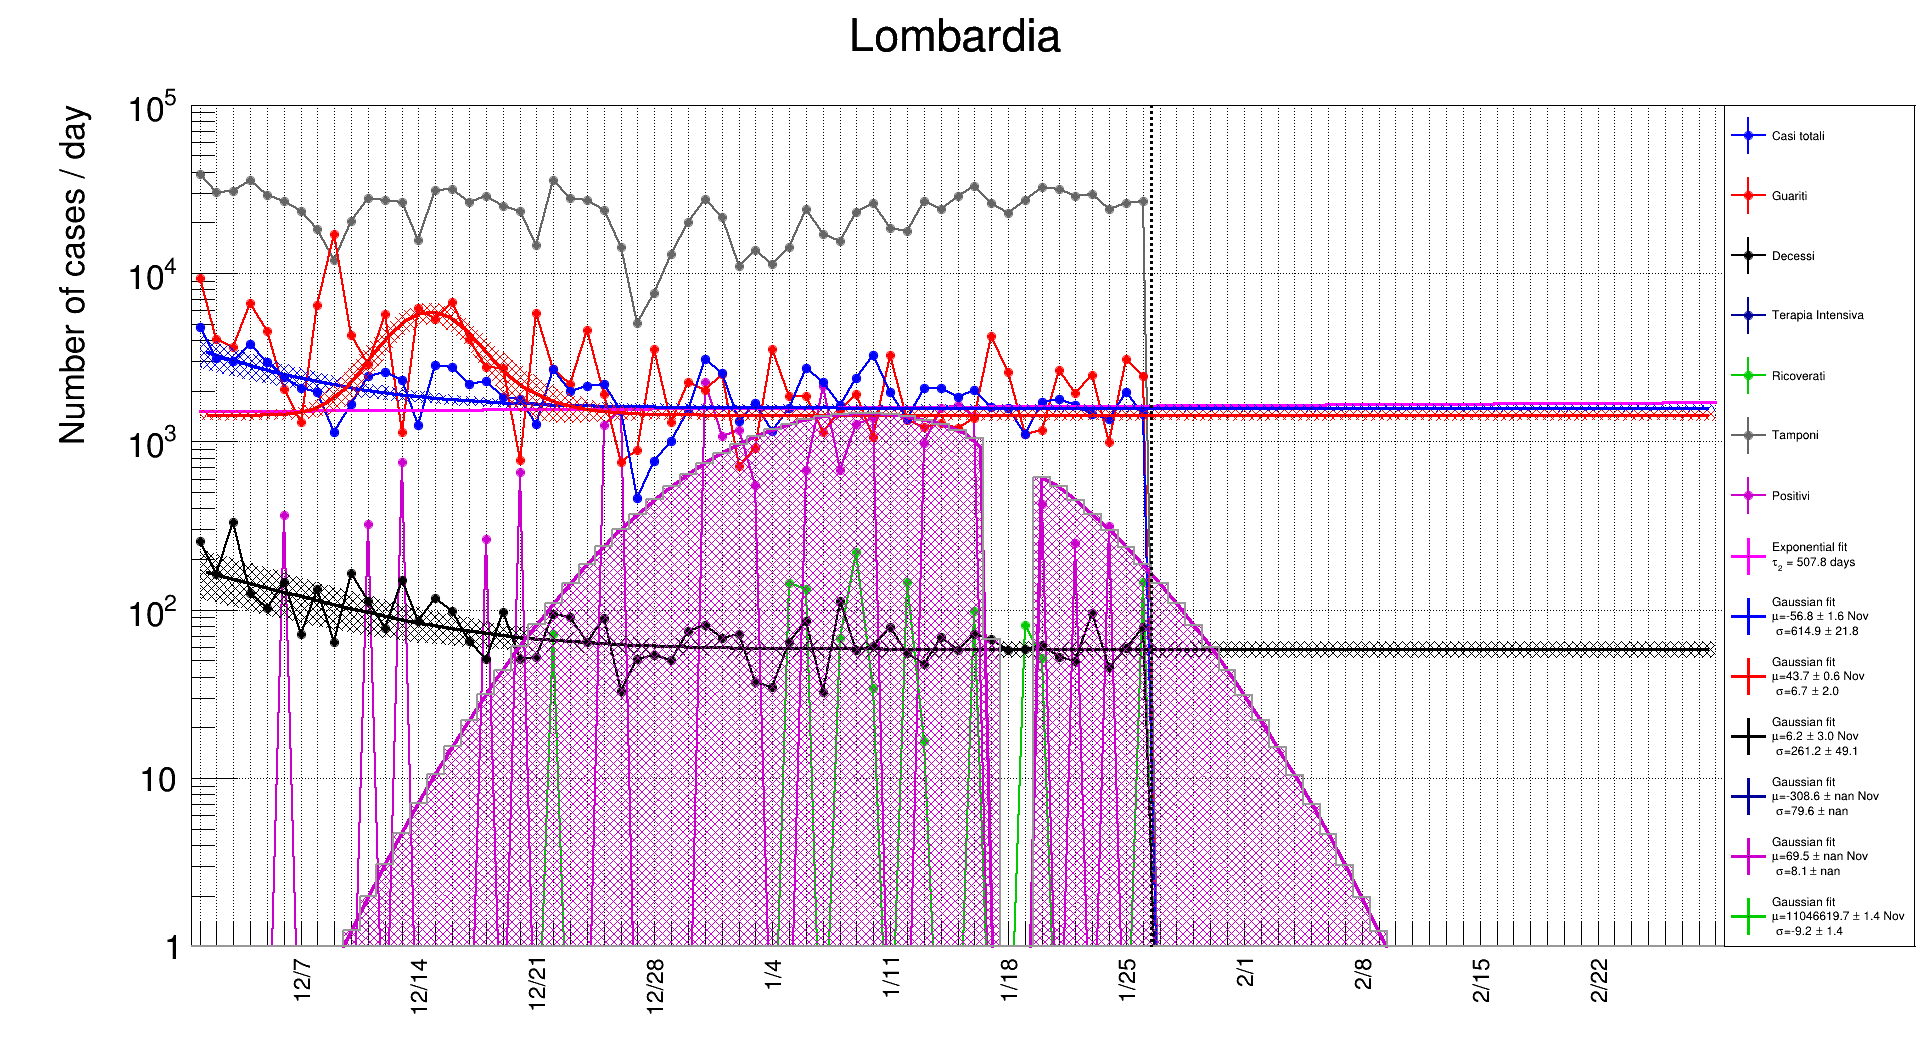 Lombardia
Number of cases / day
10^5
10^4
10^3
10^2
10
1
12/7
12/14
12/21
12/28
1/4
1/11
1/18
1/25
2/1
2/8
2/15
2/22
Casi totali
Guariti
Decessi
Terapia Intensiva
Ricoverati
Tamponi
Positivi
Exponential fit
τ₂ = 507.8 days
Gaussian fit
μ=-56.8 ± 1.6 Nov
σ=614.9 ± 21.8
Gaussian fit
μ=43.7 ± 0.6 Nov
σ=6.7 ± 2.0
Gaussian fit
μ=6.2 ± 3.0 Nov
σ=261.2 ± 49.1
Gaussian fit
μ=-308.6 ± nan Nov
σ=79.6 ± nan
Gaussian fit
μ=69.5 ± nan Nov
σ=8.1 ± nan
Gaussian fit
μ=11046619.7 ± 1.4 Nov
σ=-9.2 ± 1.4